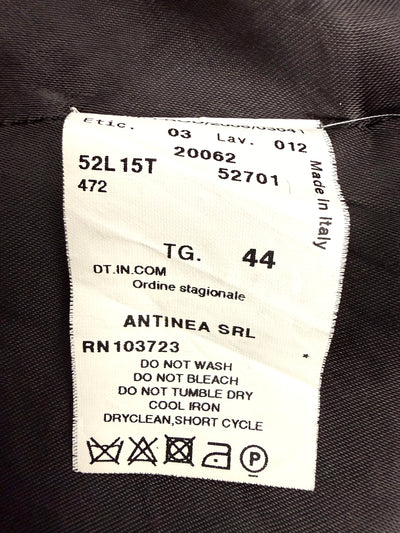 Etic. 03 Lav. 012
20062
52L15T 52701
472
Made in Italy
TG. 44
DT.IN.COM
Ordine stagionale
ANTINEA SRL
RN103723
DO NOT WASH
DO NOT BLEACH
DO NOT TUMBLE DRY
COOL IRON
DRYCLEAN,SHORT CYCLE
P